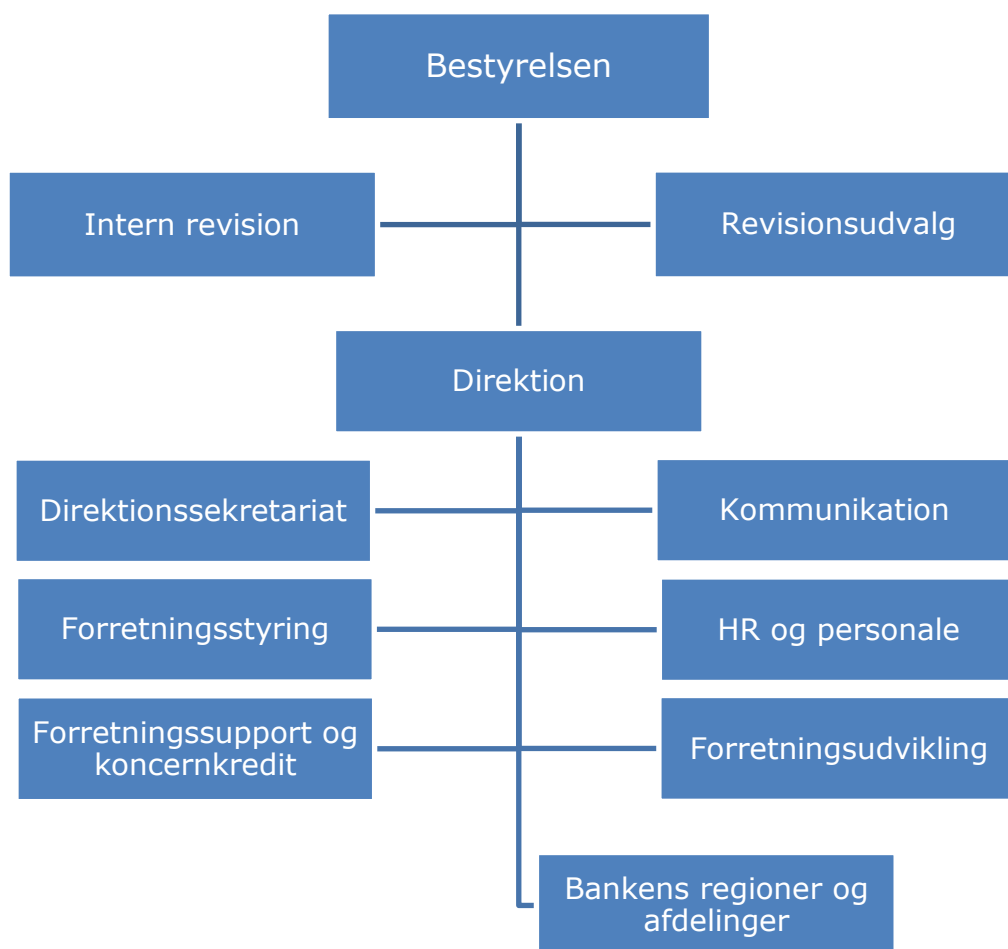 Bestyrelsen
Intern revision
Revisionsudvalg
Direktion
Direktionssekretariat
Kommunikation
Forretningsstyring
HR og personale
Forretningssupport og
koncernkredit
Forretningsudvikling
Bankens regioner og
afdelinger